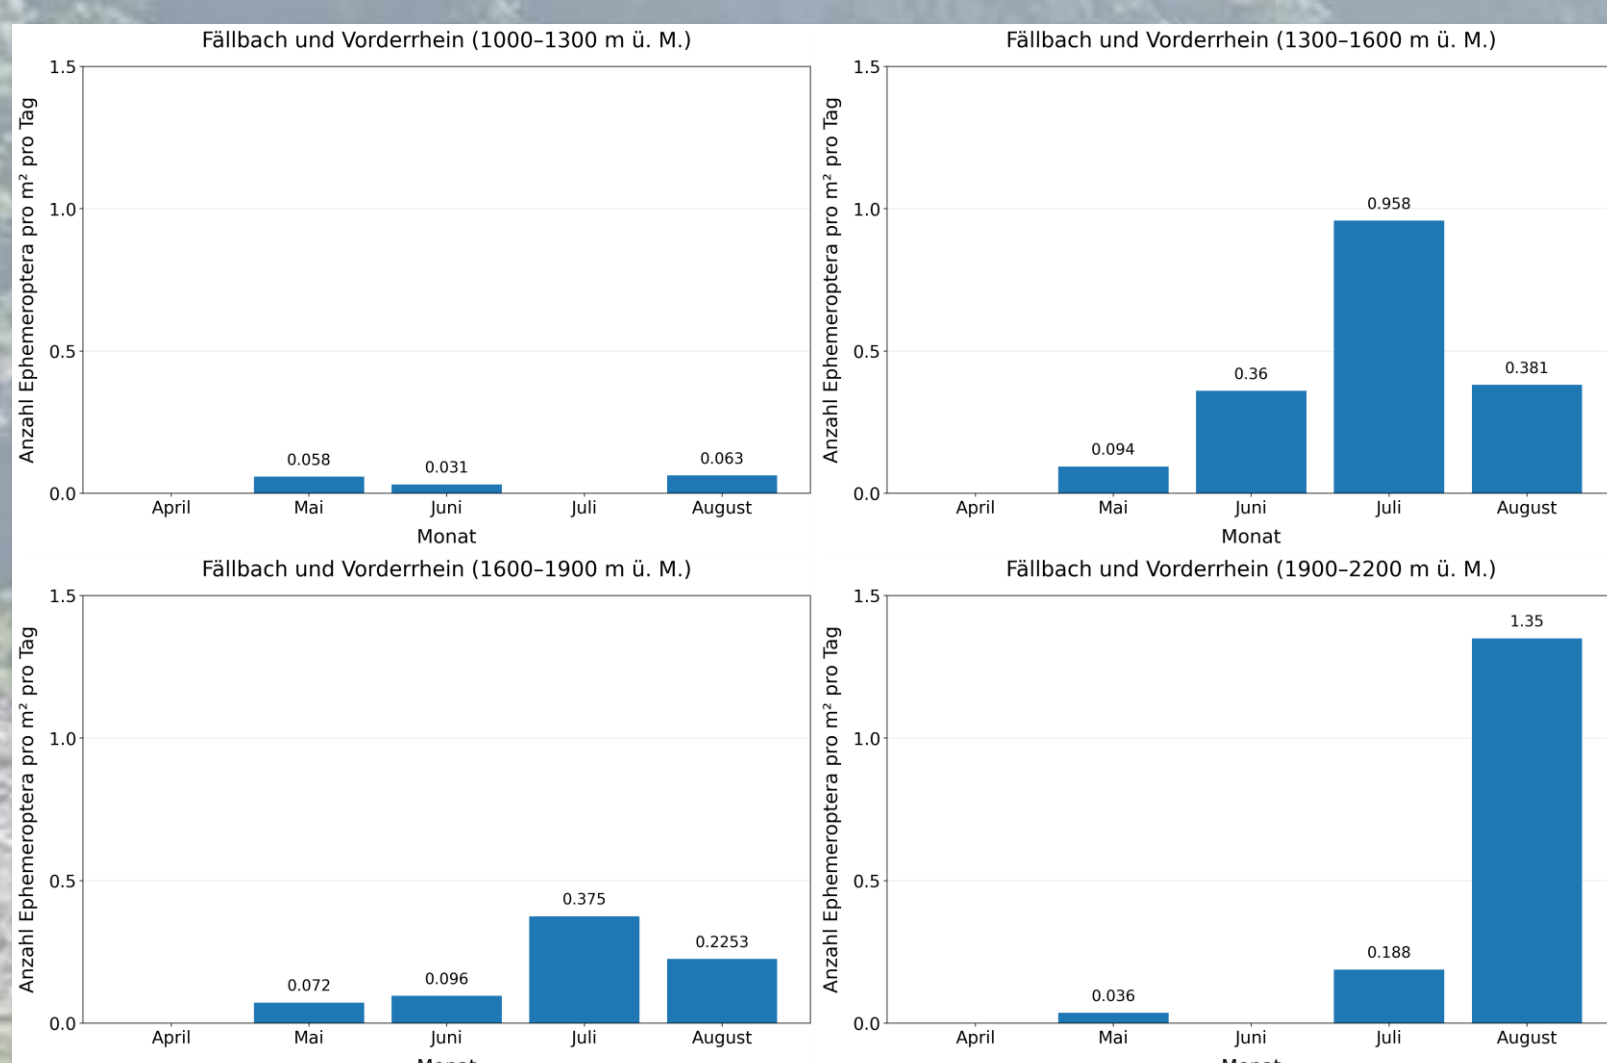 Fällbach und Vorderrhein (1000–1300 m ü. M.)
Anzahl Ephemeroptera pro m² pro Tag
1.5
1.0
0.5
0.0
0.058
0.031
0.063
April Mai Juni Juli August
Monat
Fällbach und Vorderrhein (1300–1600 m ü. M.)
Anzahl Ephemeroptera pro m² pro Tag
1.5
1.0
0.5
0.0
0.094
0.36
0.958
0.381
April Mai Juni Juli August
Monat
Fällbach und Vorderrhein (1600–1900 m ü. M.)
Anzahl Ephemeroptera pro m² pro Tag
1.5
1.0
0.5
0.0
0.072
0.096
0.375
0.2253
April Mai Juni Juli August
Monat
Fällbach und Vorderrhein (1900–2200 m ü. M.)
Anzahl Ephemeroptera pro m² pro Tag
1.5
1.0
0.5
0.0
0.036
0.188
1.35
April Mai Juni Juli August
Monat